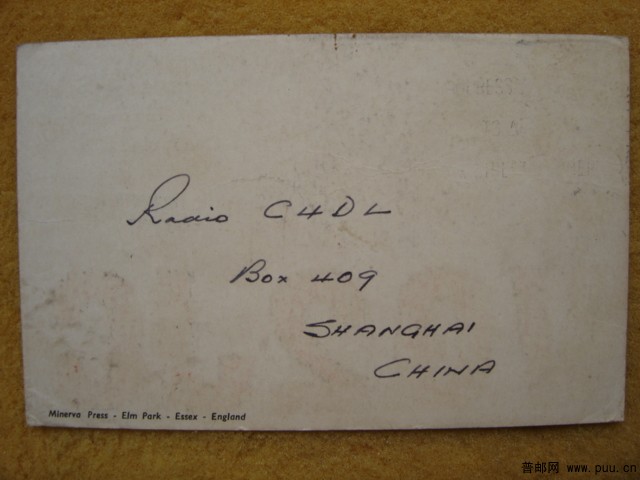 Radio C4DL
Box 409
SHANGHAI
CHINA
Minerva Press - Elm Park - Essex - England
普邮网 www.puu.cn